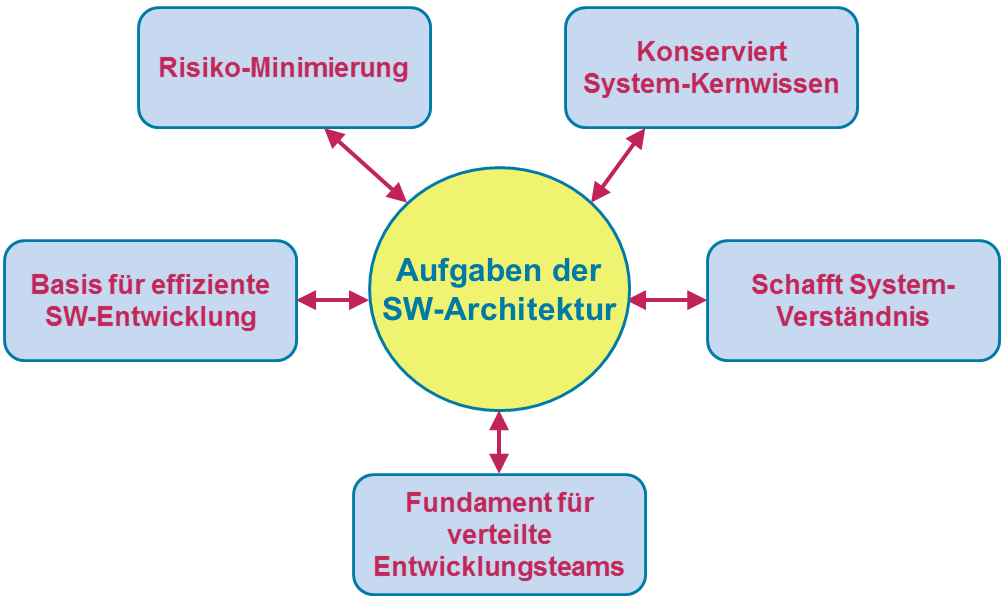 Risiko-Minimierung
Konserviert
System-Kernwissen
Basis für effiziente
SW-Entwicklung
Aufgaben der
SW-Architektur
Schafft System-
Verständnis
Fundament für
verteilte
Entwicklungsteams